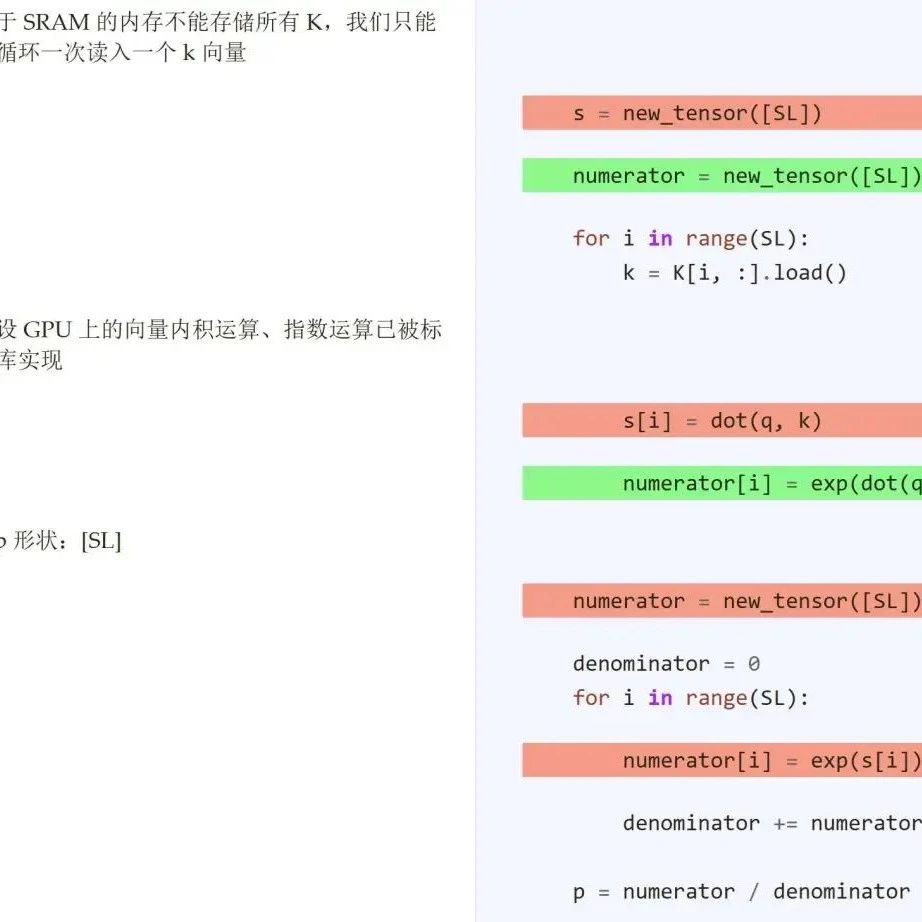 于 SRAM 的内存不能存储所有 K，我们只能
循环一次读入一个 k 向量
设 GPU 上的向量内积运算、指数运算已被标
库实现
p 形状：[SL]
s = new_tensor([SL])
numerator = new_tensor([SL])
for i in range(SL):
k = K[i, :].load()
s[i] = dot(q, k)
numerator[i] = exp(dot(q
numerator = new_tensor([SL])
denominator = 0
for i in range(SL):
numerator[i] = exp(s[i])
denominator += numerator
p = numerator / denominator